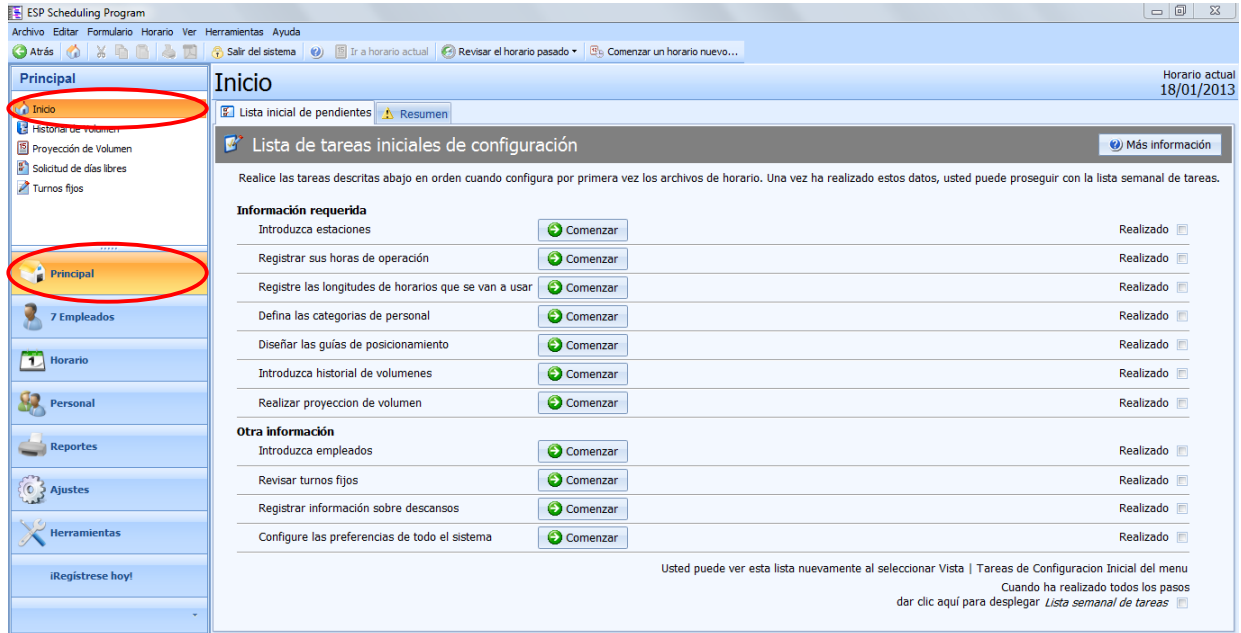 ESP Scheduling Program
Archivo Editar Formulario Horario Ver Herramientas Ayuda
Atrás Salir del sistema Ir a horario actual Revisar el horario pasado Comenzar un horario nuevo...
Principal
Inicio
Historial de Volumen
Proyección de Volumen
Solicitud de días libres
Turnos fijos
Principal
7 Empleados
Horario
Personal
Reportes
Ajustes
Herramientas
¡Regístrese hoy!
Inicio
Horario actual
18/01/2013
Lista inicial de pendientes Resumen
Lista de tareas iniciales de configuración Más información
Realice las tareas descritas abajo en orden cuando configura por primera vez los archivos de horario. Una vez ha realizado estos datos, usted puede proseguir con la lista semanal de tareas.
Información requerida
Introduzca estaciones Comenzar Realizado
Registrar sus horas de operación Comenzar Realizado
Registre las longitudes de horarios que se van a usar Comenzar Realizado
Defina las categorias de personal Comenzar Realizado
Diseñar las guías de posicionamiento Comenzar Realizado
Introduzca historial de volumenes Comenzar Realizado
Realizar proyeccion de volumen Comenzar Realizado
Otra información
Introduzca empleados Comenzar Realizado
Revisar turnos fijos Comenzar Realizado
Registrar información sobre descansos Comenzar Realizado
Configure las preferencias de todo el sistema Comenzar Realizado
Usted puede ver esta lista nuevamente al seleccionar Vista | Tareas de Configuracion Inicial del menu
Cuando ha realizado todos los pasos
dar clic aquí para desplegar Lista semanal de tareas